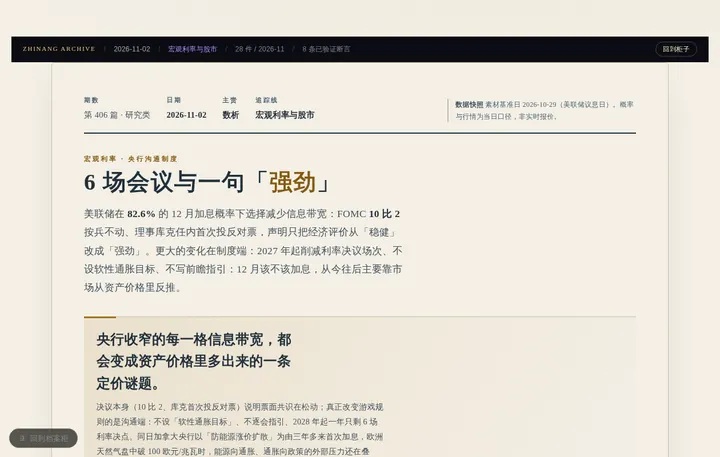 ZHINANG ARCHIVE / 2026-11-02 / 宏观利率与股市 / 28 件 / 2026-11 / 8 条已验证断言 回到柜子
期数 日期 主责 追踪线
第 406 篇 · 研究类 2026-11-02 数析 宏观利率与股市
数据快照 素材基准日 2026-10-29（美联储议息日）。概率
与行情为当日口径，非实时报价。
宏观利率 · 央行沟通制度
6 场会议与一句「强劲」
美联储在 82.6% 的 12 月加息概率下选择减少信息带宽：FOMC 10 比 2
按兵不动、理事库克任内首次投反对票，声明只把经济评价从「稳健」
改成「强劲」。更大的变化在制度端：2027 年起削减利率决议场次、不
设软性通胀目标、不写前瞻指引：12 月该不该加息，从今往后主要靠市
场从资产价格里反推。
央行收窄的每一格信息带宽，都
会变成资产价格里多出来的一条
定价谜题。
决议本身（10 比 2、库克首次投反对票）说明票面共识在松动；真正改变游戏规
则的是沟通端：不设「软性通胀目标」、不逐会指引、2028 年起一年只剩 6 场
利率决点。同日加拿大央行以「防能源涨价扩散」为由三年多来首次加息，欧洲
天然气盘中破 100 欧元/兆瓦时，能源向通胀、通胀向政策的外部压力还在叠
回到档案柜